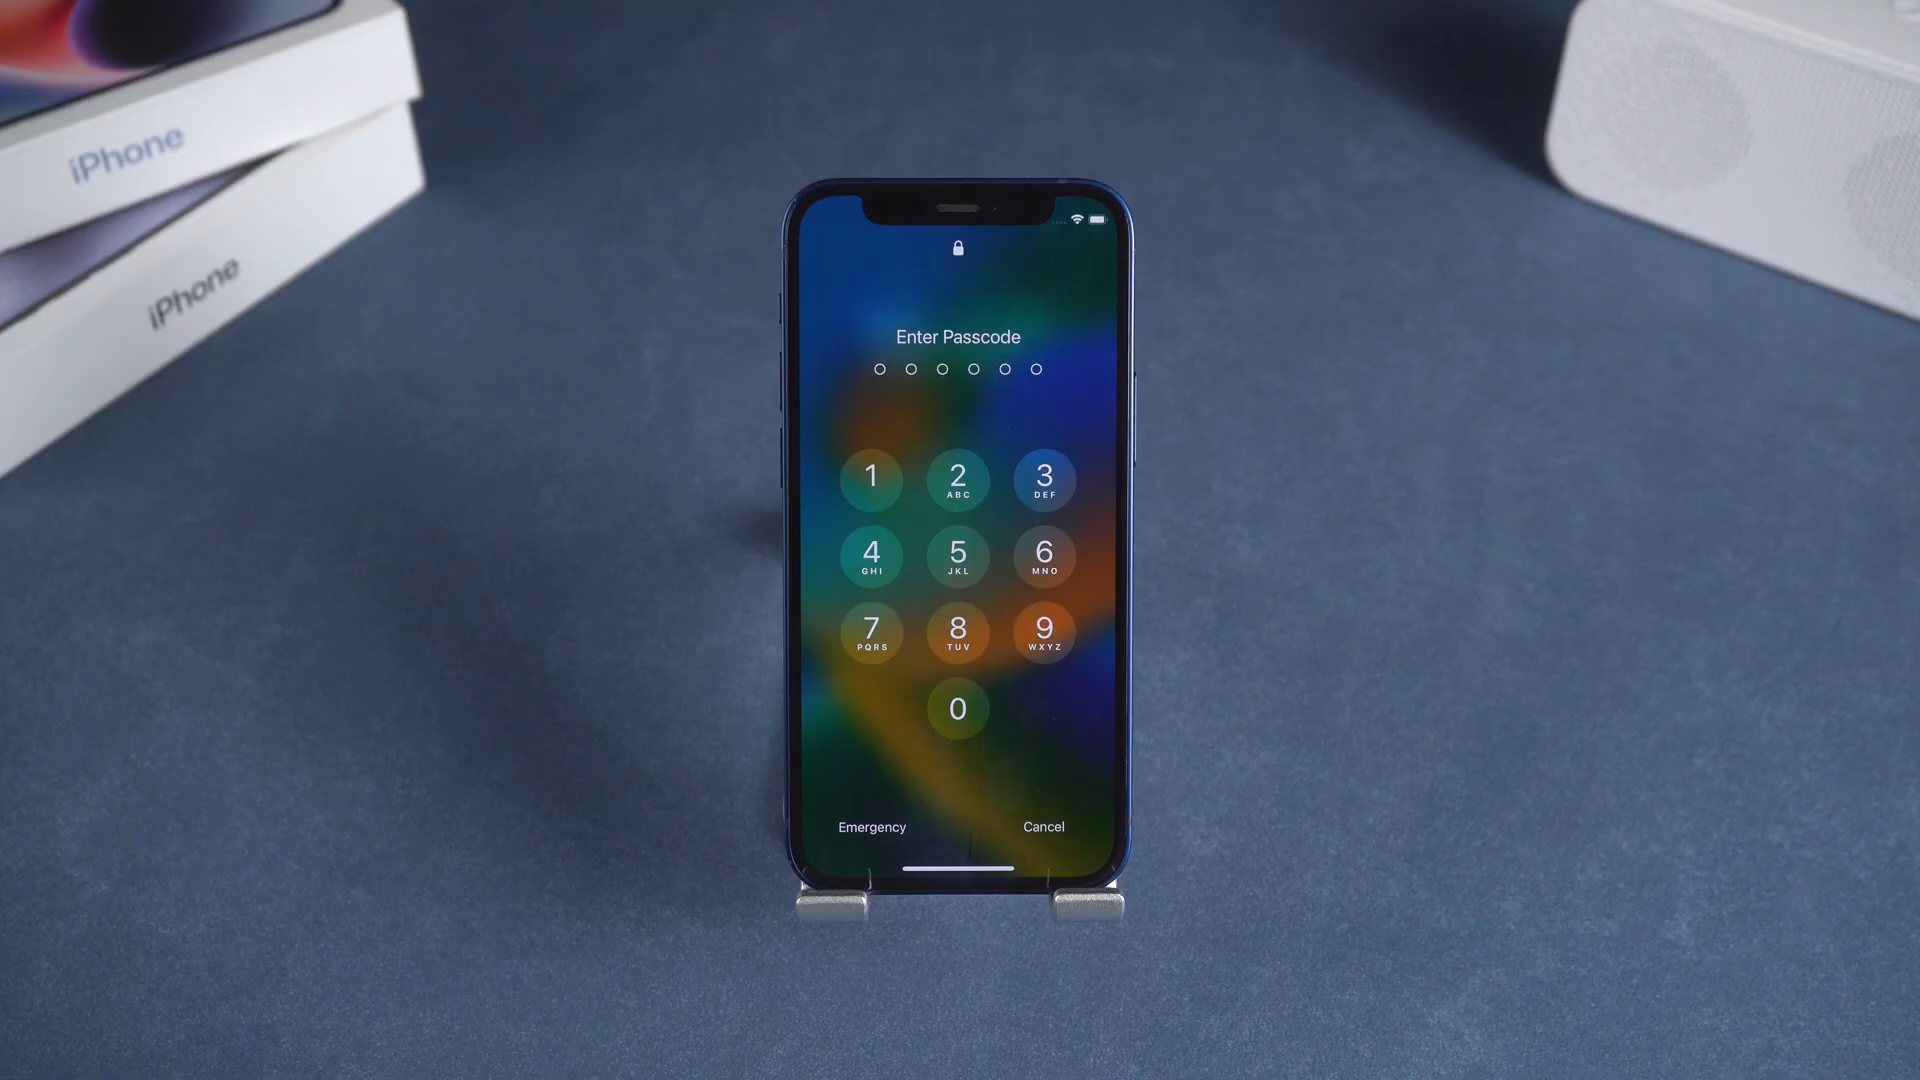 iPhone
iPhone
Enter Passcode
1
2
ABC
3
DEF
4
GHI
5
JKL
6
MNO
7
PQRS
8
TUV
9
WXYZ
0
Emergency
Cancel